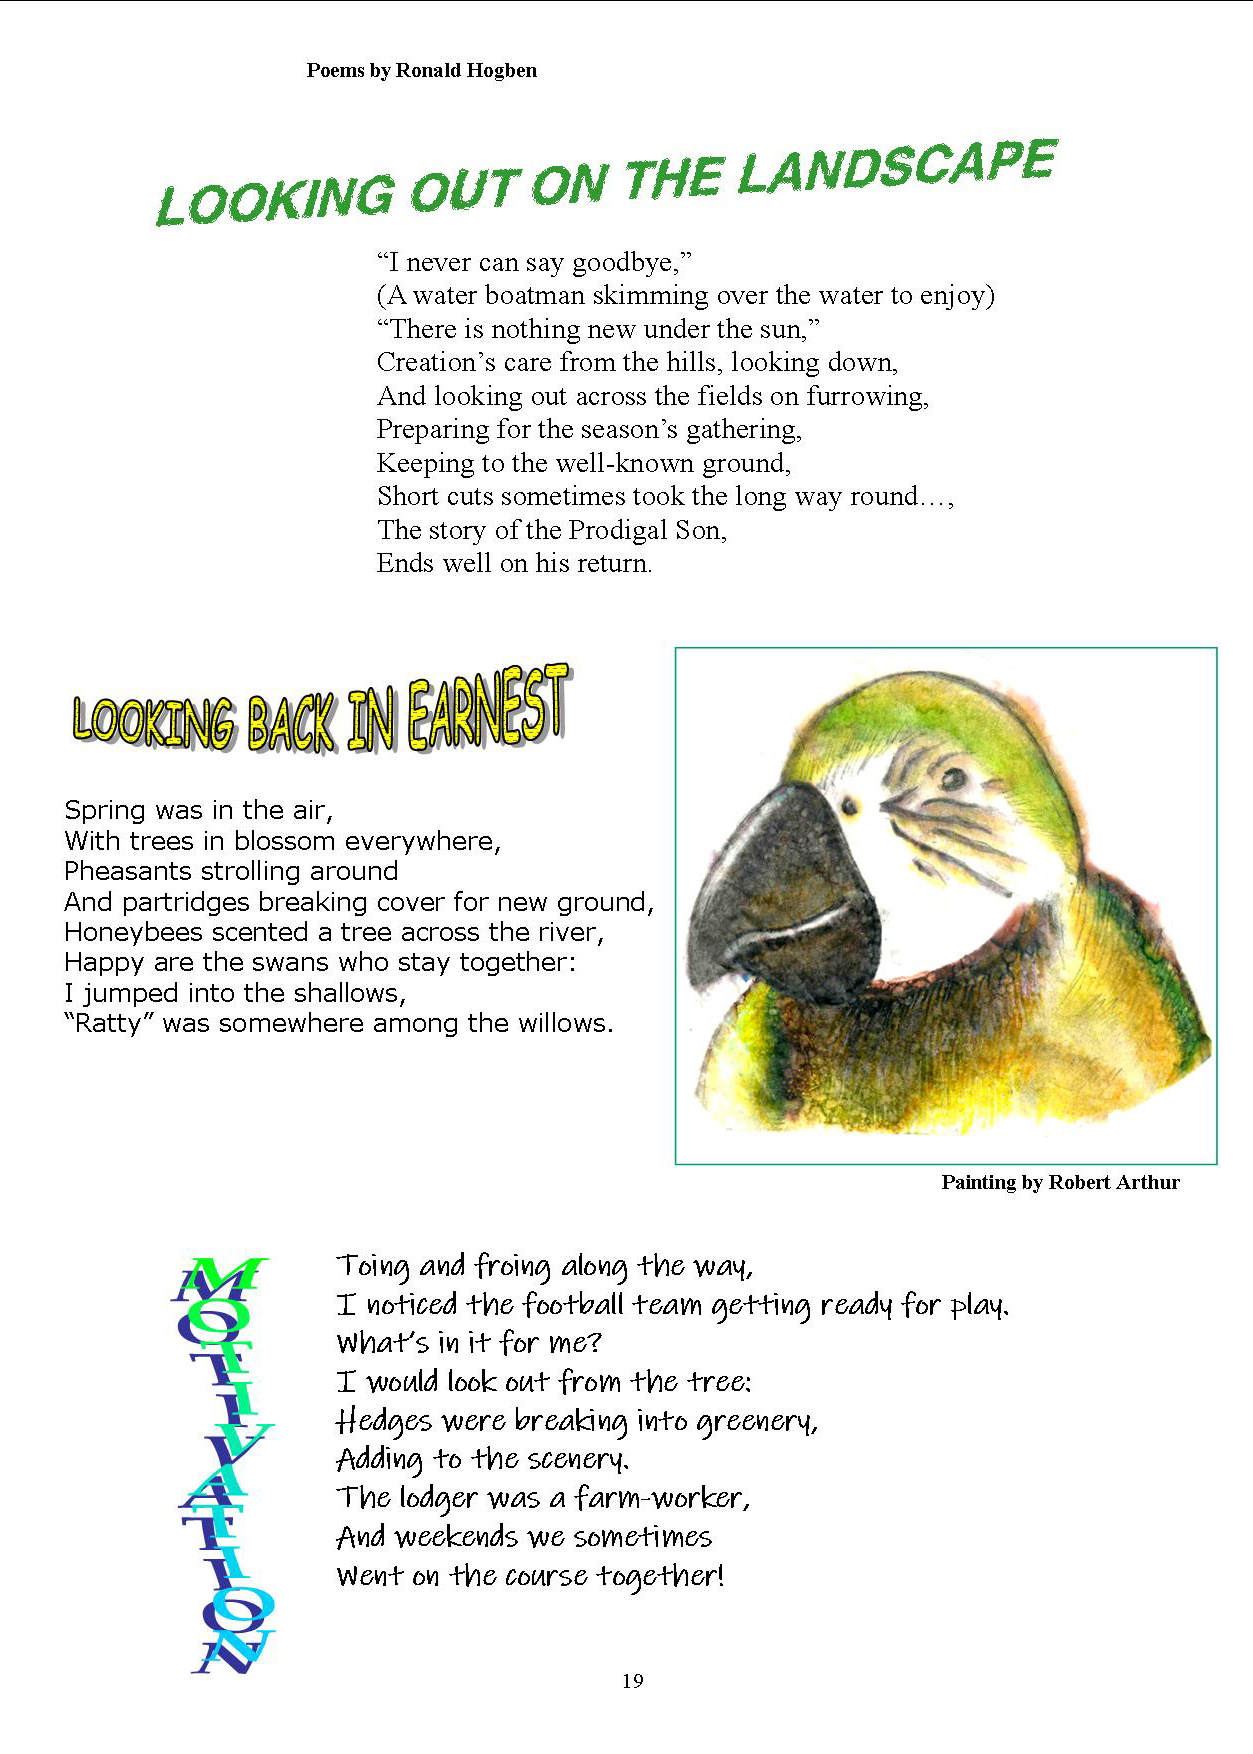 Poems by Ronald Hogben
LOOKING OUT ON THE LANDSCAPE
“I never can say goodbye,”
(A water boatman skimming over the water to enjoy)
“There is nothing new under the sun,”
Creation’s care from the hills, looking down,
And looking out across the fields on furrowing,
Preparing for the season’s gathering,
Keeping to the well-known ground,
Short cuts sometimes took the long way round…,
The story of the Prodigal Son,
Ends well on his return.
LOOKING BACK IN EARNEST
Spring was in the air,
With trees in blossom everywhere,
Pheasants strolling around
And partridges breaking cover for new ground,
Honeybees scented a tree across the river,
Happy are the swans who stay together:
I jumped into the shallows,
“Ratty” was somewhere among the willows.
Painting by Robert Arthur
MOTIVATION
Toing and froing along the way,
I noticed the football team getting ready for play.
What’s in it for me?
I would look out from the tree:
Hedges were breaking into greenery,
Adding to the scenery.
The lodger was a farm-worker,
And weekends we sometimes
Went on the course together!
19